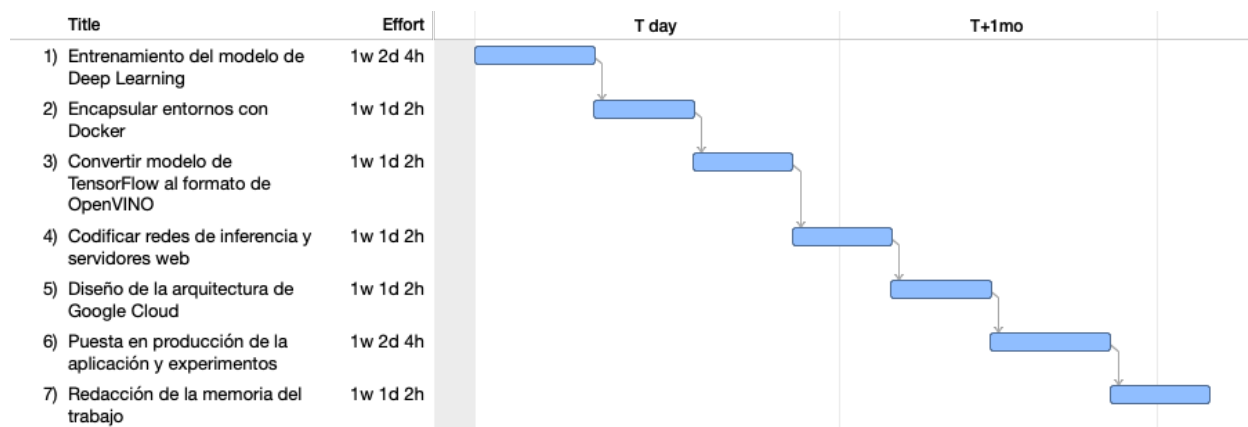 Title Effort T day T+1mo
1) Entrenamiento del modelo de 1w 2d 4h
Deep Learning
2) Encapsular entornos con 1w 1d 2h
Docker
3) Convertir modelo de 1w 1d 2h
TensorFlow al formato de
OpenVINO
4) Codificar redes de inferencia y 1w 1d 2h
servidores web
5) Diseño de la arquitectura de 1w 1d 2h
Google Cloud
6) Puesta en producción de la 1w 2d 4h
aplicación y experimentos
7) Redacción de la memoria del 1w 1d 2h
trabajo